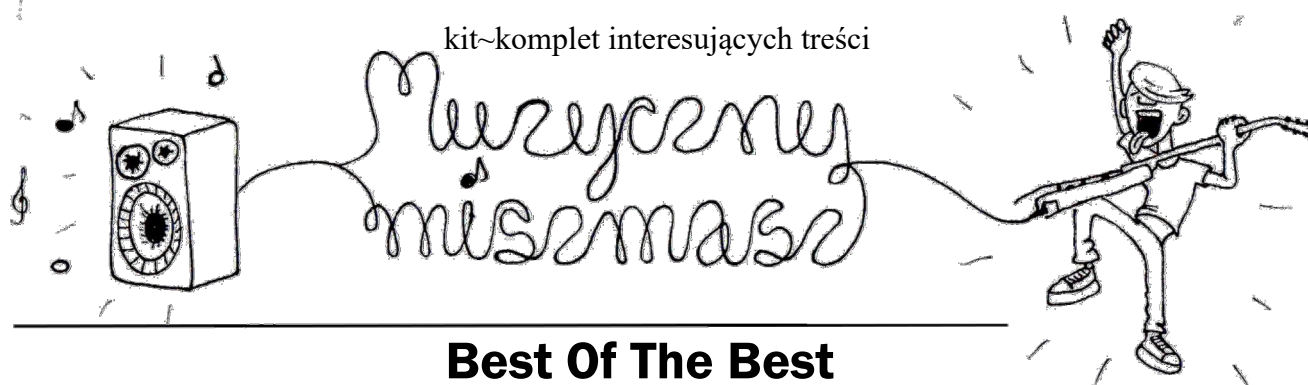 kit~komplet interesujących treści
Muzyczny
miszmasz
Best Of The Best